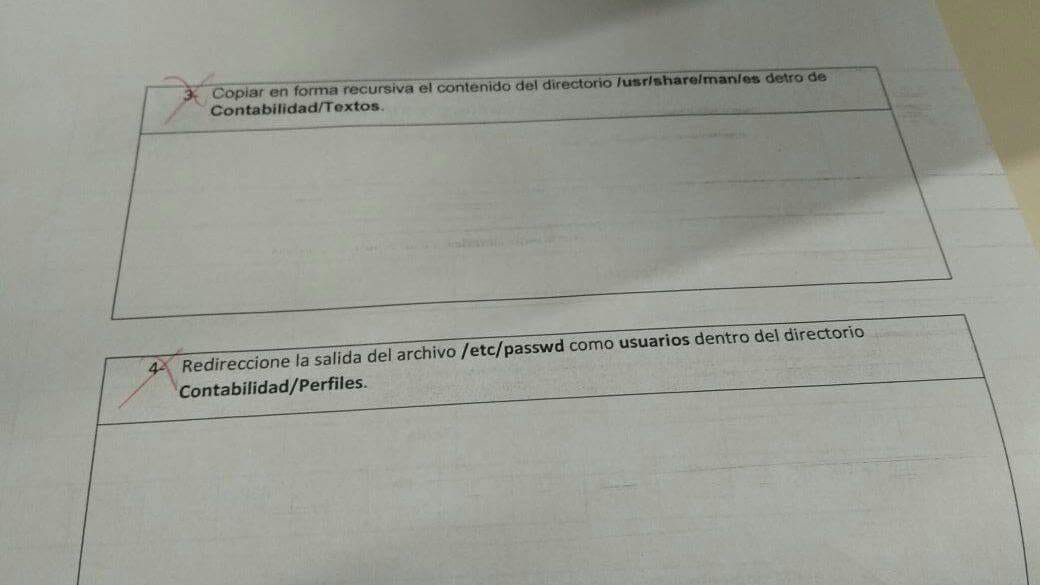 3- Copiar en forma recursiva el contenido del directorio /usr/share/man/es detro de
Contabilidad/Textos.
4- Redireccione la salida del archivo /etc/passwd como usuarios dentro del directorio
Contabilidad/Perfiles.